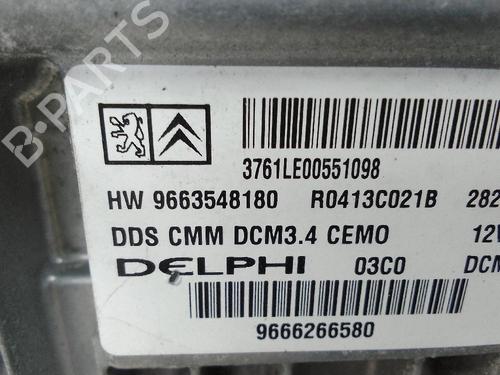 B-PARTS
3761LE00551098
HW 9663548180 R0413C021B 282
DDS CMM DCM3.4 CEMO 12V
DELPHI 03C0 DCM
9666266580